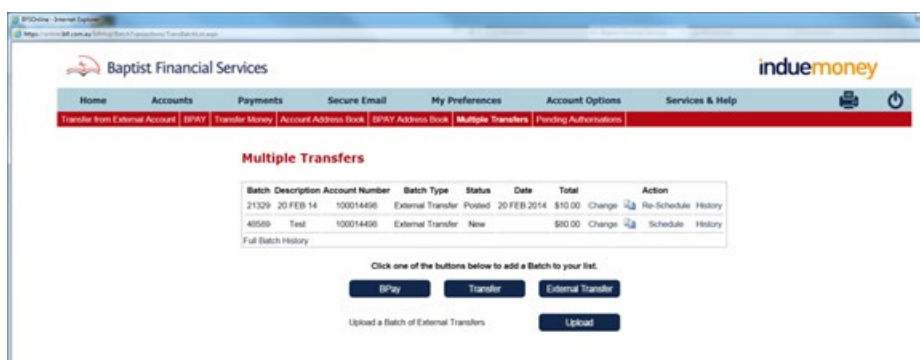 BFSOnline - Internet Explorer
Baptist Financial Services
induemoney
Home Accounts Payments Secure Email My Preferences Account Options Services & Help
Transfer from External Account BPAY Transfer Money Account Address Book BPAY Address Book Multiple Transfers Pending Authorisations
Multiple Transfers
Batch Description Account Number Batch Type Status Date Total Action
21329 20 FEB 14 100014498 External Transfer Posted 20 FEB 2014 $10.00 Change Re-Schedule History
48589 Test 100014498 External Transfer New $80.00 Change Schedule History
Full Batch History
Click one of the buttons below to add a Batch to your list.
BPay Transfer External Transfer
Upload a Batch of External Transfers Upload